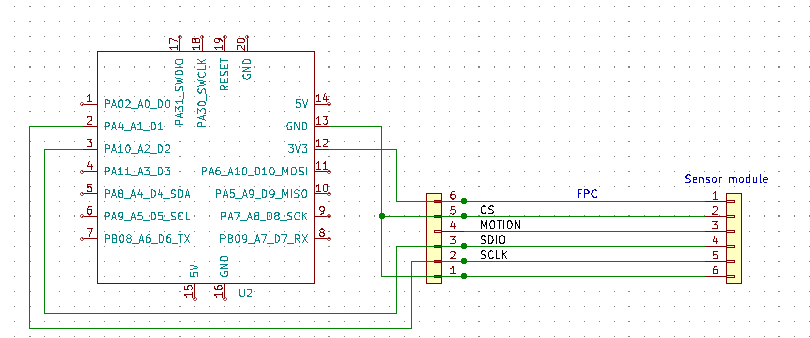 17 18 19 20
PA31_SWDIO PA30_SWCLK RESET GND
1 PA02_A0_D0 5V 14
2 PA4_A1_D1 GND 13
3 PA10_A2_D2 3V3 12
4 PA11_A3_D3 PA6_A10_D10_MOSI 11
5 PA8_A4_D4_SDA PA5_A9_D9_MISO 10
6 PA9_A5_D5_SCL PA7_A8_D8_SCK 9
7 PB08_A6_D6_TX PB09_A7_D7_RX 8
5V GND
15 16 U2
Sensor module
6 FPC 1
5 CS 2
4 MOTION 3
3 SDIO 4
2 SCLK 5
1 6